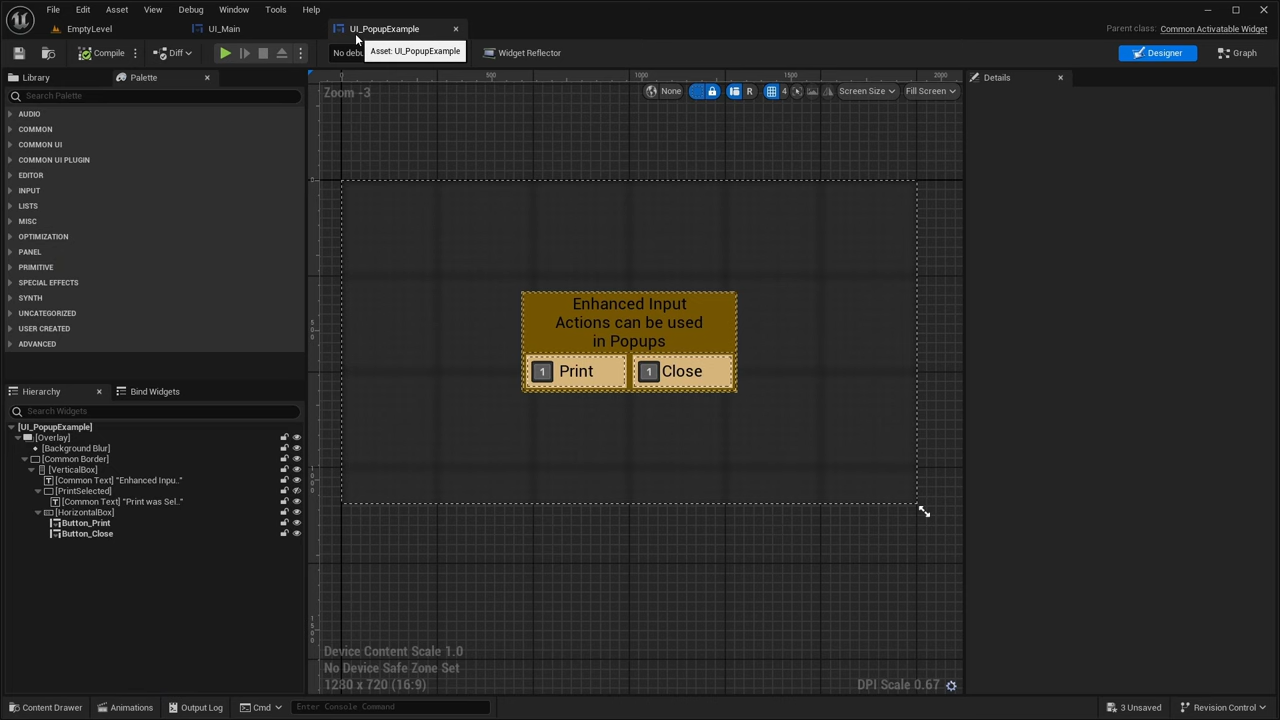 File Edit Asset View Debug Window Tools Help
EmptyLevel UI_Main UI_PopupExample
Parent class: Common Activatable Widget
Compile Diff No debu Widget Reflector Designer Graph
Asset: UI_PopupExample
Library Palette
Search Palette
AUDIO
COMMON
COMMON UI
COMMON UI PLUGIN
EDITOR
INPUT
LISTS
MISC
OPTIMIZATION
PANEL
PRIMITIVE
SPECIAL EFFECTS
SYNTH
UNCATEGORIZED
USER CREATED
ADVANCED
Hierarchy Bind Widgets
Search Widgets
[UI_PopupExample]
[Overlay]
[Background Blur]
[Common Border]
[VerticalBox]
[Common Text] "Enhanced Inpu.."
[PrintSelected]
[Common Text] "Print was Sel.."
[HorizontalBox]
Button_Print
Button_Close
0 500 1000 1500 2000
Zoom -3
None R 4 Screen Size Fill Screen
0
500
1000
1500
Enhanced Input
Actions can be used
in Popups
1 Print 1 Close
Device Content Scale 1.0
No Device Safe Zone Set
1280 x 720 (16:9)
DPI Scale 0.67
Details
Content Drawer Animations Output Log Cmd Enter Console Command
3 Unsaved Revision Control